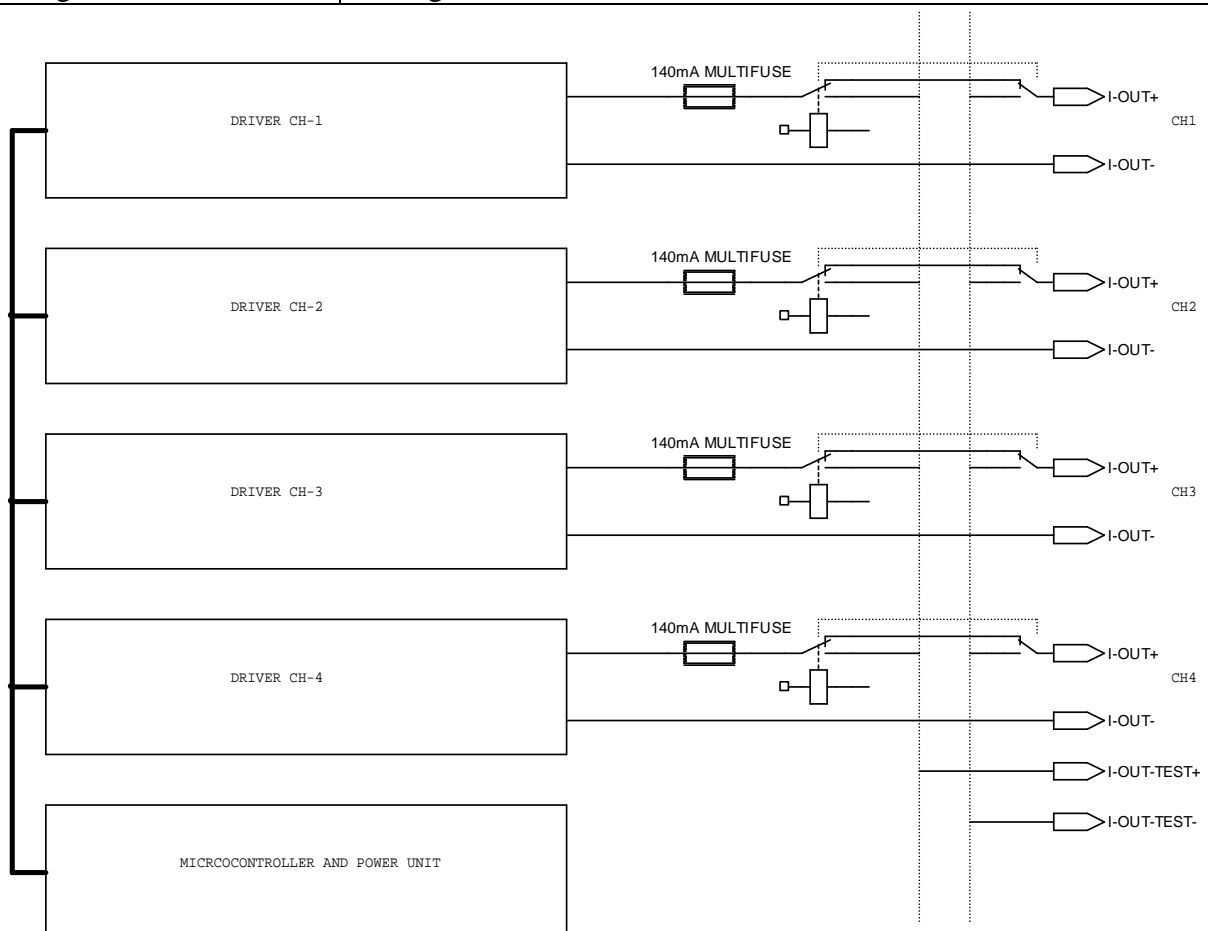 140mA MULTIFUSE
I-OUT+
DRIVER CH-1
CH1
I-OUT-
140mA MULTIFUSE
I-OUT+
DRIVER CH-2
CH2
I-OUT-
140mA MULTIFUSE
I-OUT+
DRIVER CH-3
CH3
I-OUT-
140mA MULTIFUSE
I-OUT+
DRIVER CH-4
CH4
I-OUT-
I-OUT-TEST+
I-OUT-TEST-
MICRCOCONTROLLER AND POWER UNIT